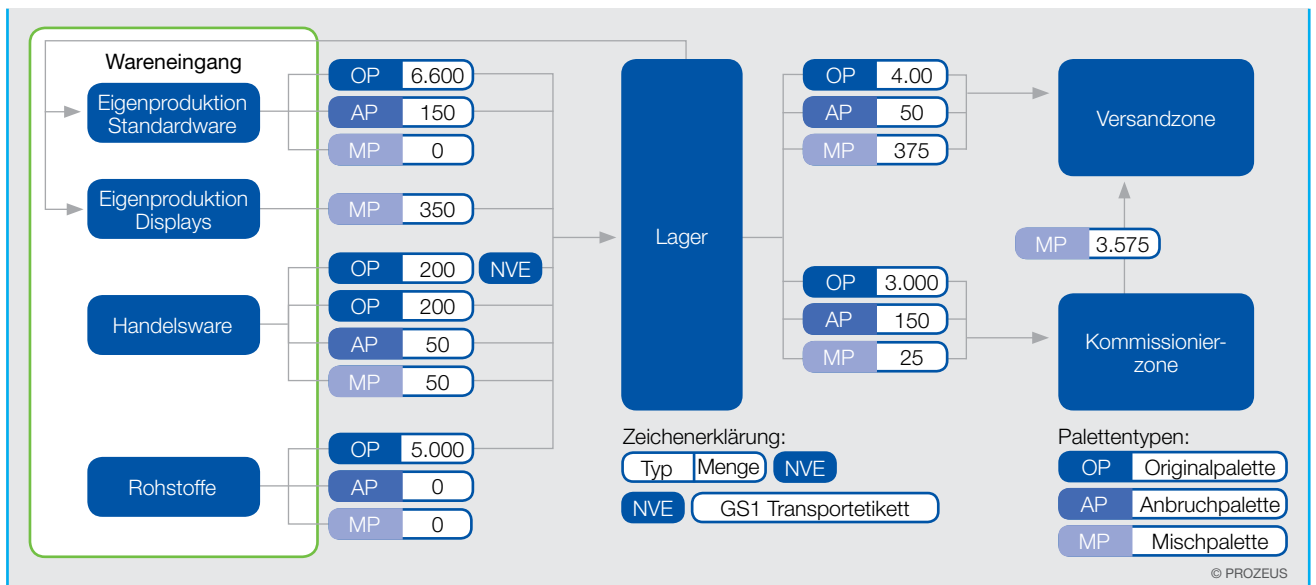 Wareneingang
Eigenproduktion
Standardware
OP 6.600
AP 150
MP 0
Eigenproduktion
Displays
MP 350
Handelsware
OP 200 NVE
OP 200
AP 50
MP 50
Rohstoffe
OP 5.000
AP 0
MP 0
Lager
OP 4.00
AP 50
MP 375
Versandzone
MP 3.575
OP 3.000
AP 150
MP 25
Kommissionier-
zone
Zeichenerklärung:
Typ Menge NVE
NVE GS1 Transportetikett
Palettentypen:
OP Originalpalette
AP Anbruchpalette
MP Mischpalette
© PROZEUS